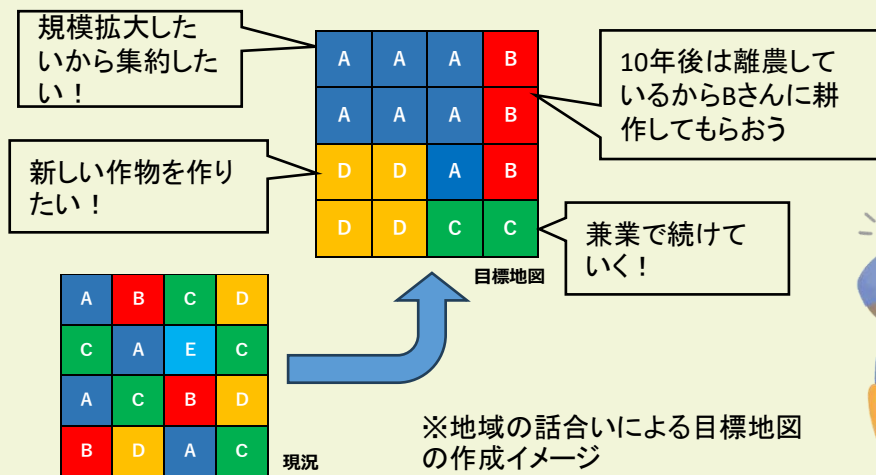 規模拡大した
いから集約した
い！
A A A B
A A A B
D D A B
D D C C
10年後は離農して
いるからBさんに耕
作してもらおう
新しい作物を作り
たい！
兼業で続けて
いく！
目標地図
A B C D
C A E C
A C B D
B D A C
現況
※地域の話合いによる目標地図
の作成イメージ